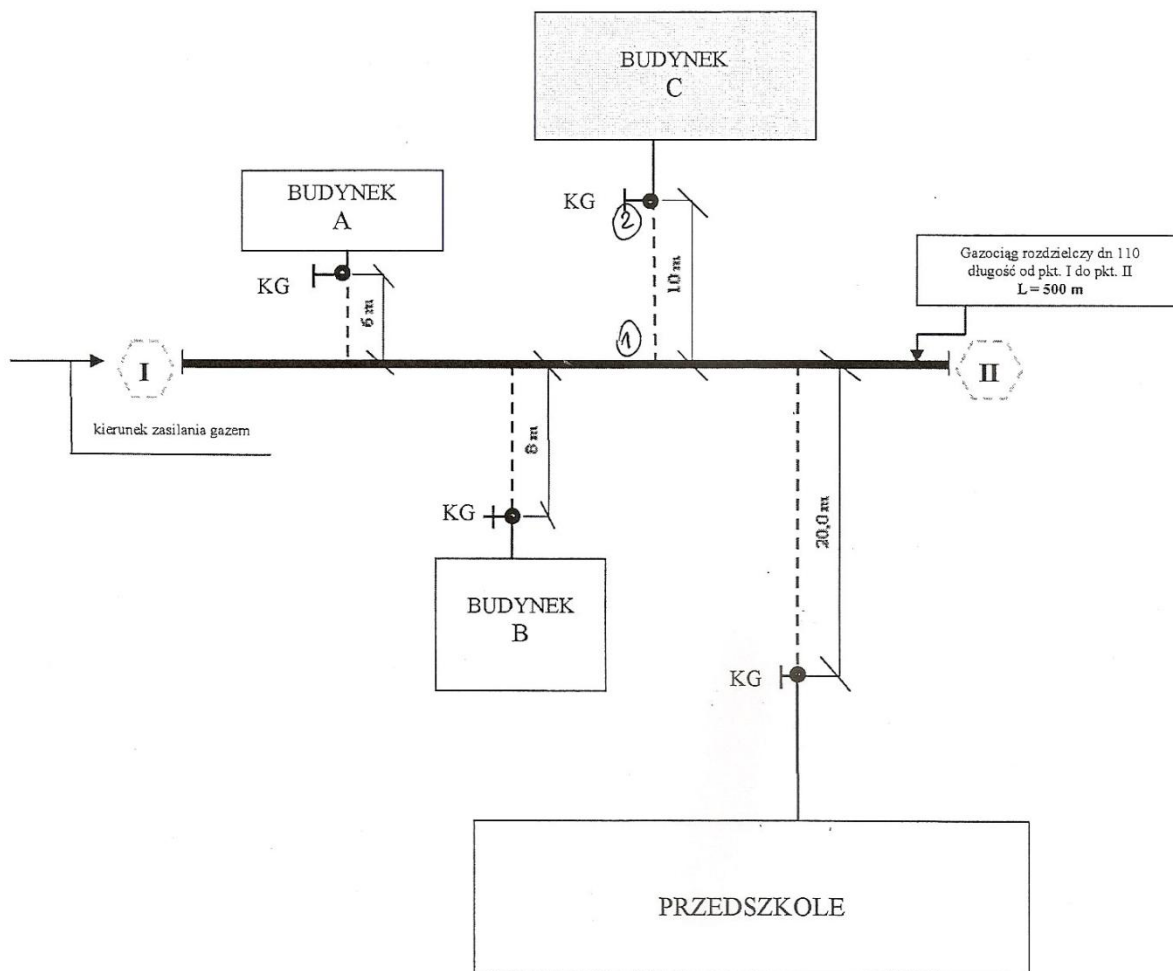 BUDYNEK
C
BUDYNEK
A
KG
2
KG
Gazociąg rozdzielczy dn 110
długość od pkt. I do pkt. II
L = 500 m
10 m
6 m
1
I
II
kierunek zasilania gazem
8 m
20,0 m
KG
BUDYNEK
B
KG
PRZEDSZKOLE